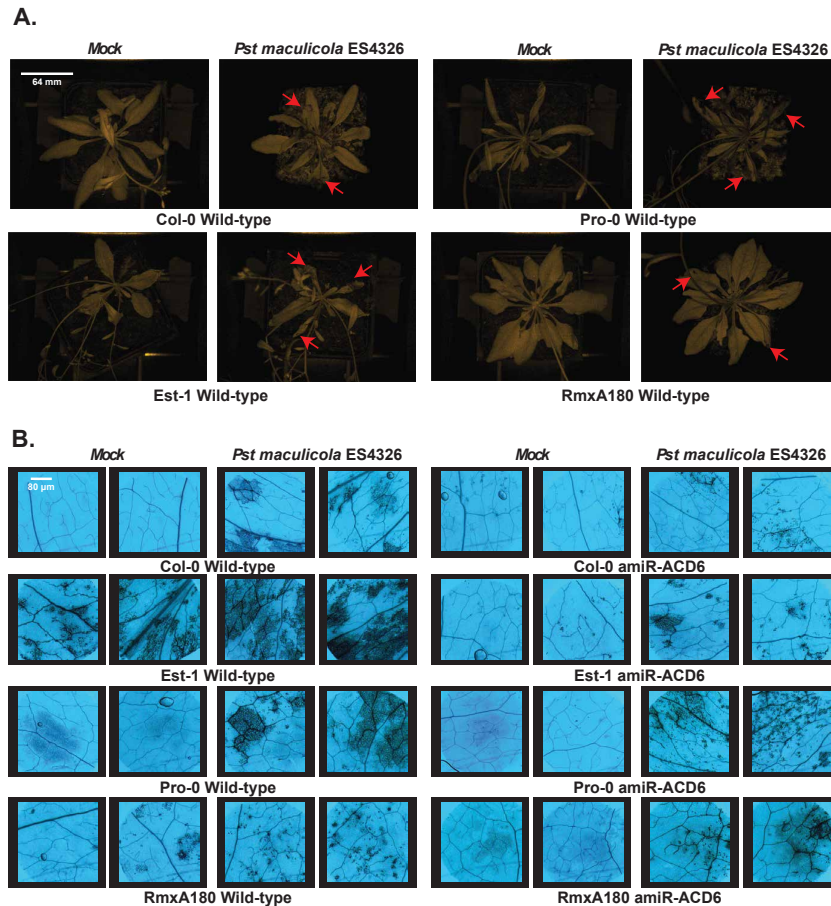 A.
Mock Pst maculicola ES4326 Mock Pst maculicola ES4326
64 mm
Col-0 Wild-type Pro-0 Wild-type
Est-1 Wild-type RmxA180 Wild-type
B.
Mock Pst maculicola ES4326 Mock Pst maculicola ES4326
80 µm
Col-0 Wild-type Col-0 amiR-ACD6
Est-1 Wild-type Est-1 amiR-ACD6
Pro-0 Wild-type Pro-0 amiR-ACD6
RmxA180 Wild-type RmxA180 amiR-ACD6